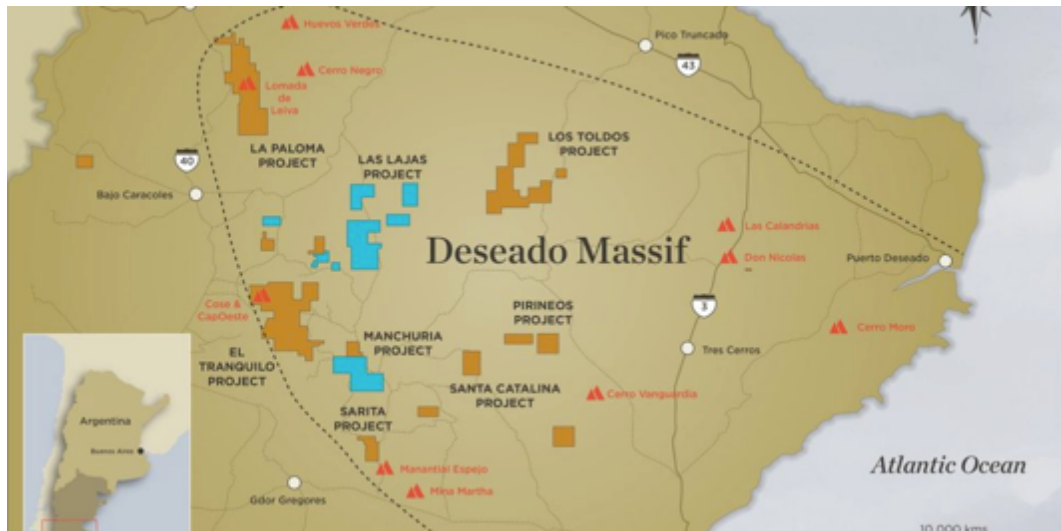 Huevos Verdes
Pico Truncado
43
Cerro Negro
Lomada
de
Leiva
LA PALOMA
PROJECT
LOS TOLDOS
PROJECT
40
LAS LAJAS
PROJECT
Bajo Caracoles
Las Calandrias
Deseado Massif
Don Nicolas
Puerto Deseado
Cose &
CapOeste
PIRINEOS
PROJECT
3
Cerro Moro
MANCHURIA
PROJECT
Tres Cerros
EL
TRANQUILO
PROJECT
SANTA CATALINA
PROJECT
Cerro Vanguardia
SARITA
PROJECT
Argentina
Buenos Aires
Manantial Espejo
Mina Martha
Gdor Gregores
Atlantic Ocean
10,000 kms